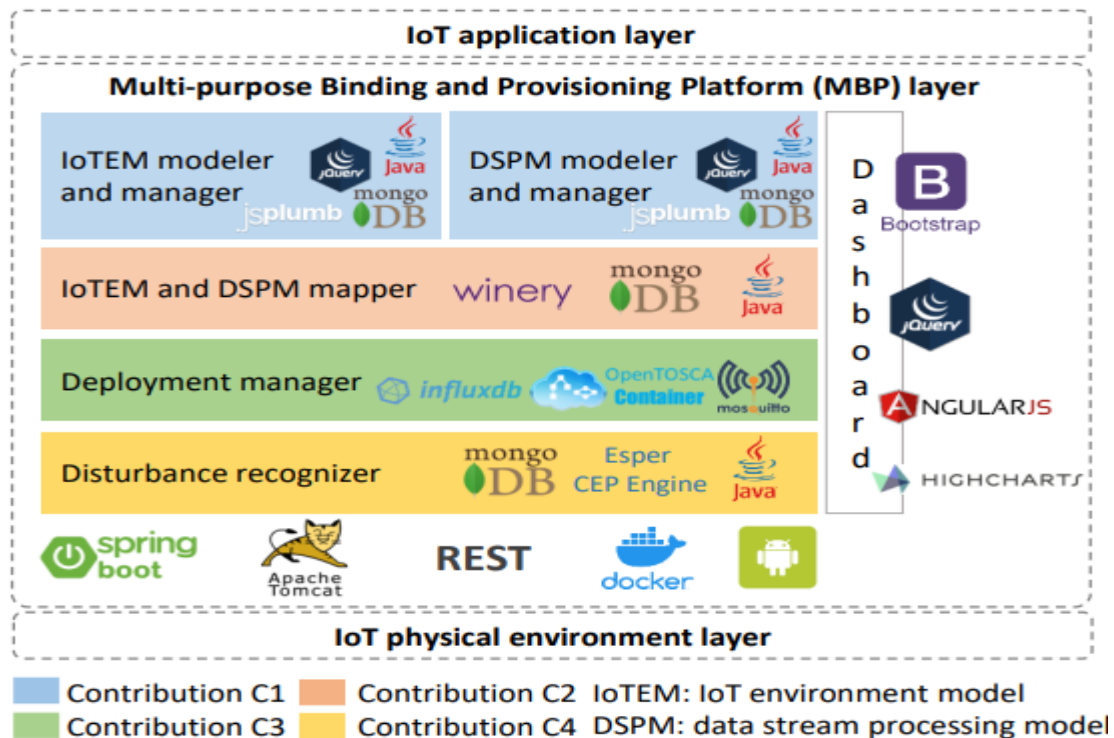 IoT application layer
Multi-purpose Binding and Provisioning Platform (MBP) layer
IoTEM modeler
and manager
jQuery
Java
jsplumb
mongo
DB
DSPM modeler
and manager
jQuery
Java
jsplumb
mongo
DB
IoTEM and DSPM mapper
winery
mongo
DB
Java
Deployment manager
influxdb
OpenTOSCA
Container
mosquitto
Disturbance recognizer
mongo
DB
Esper
CEP Engine
Java
Dashboard
B
Bootstrap
jQuery
ANGULARJS
HIGHCHARTS
spring
boot
Apache
Tomcat
REST
docker
IoT physical environment layer
Contribution C1
Contribution C2
IoTEM: IoT environment model
Contribution C3
Contribution C4
DSPM: data stream processing model